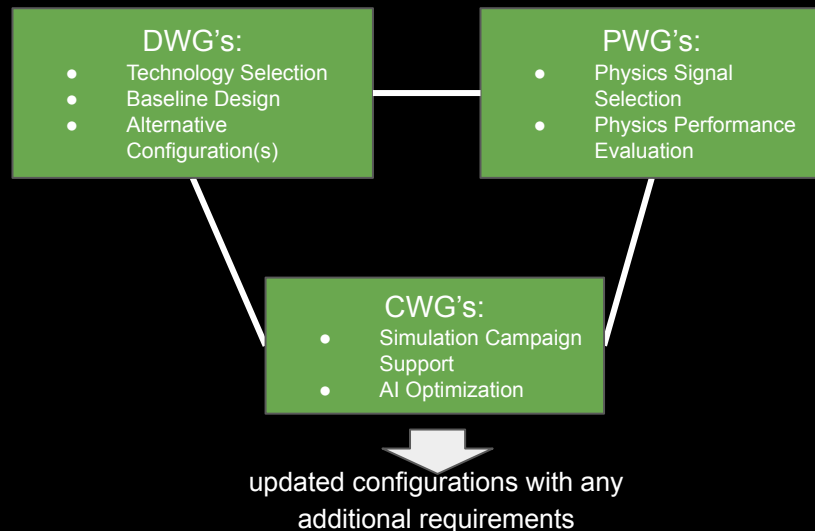 DWG's:
● Technology Selection
● Baseline Design
● Alternative
Configuration(s)
PWG's:
● Physics Signal
Selection
● Physics Performance
Evaluation
CWG's:
● Simulation Campaign
Support
● AI Optimization
updated configurations with any
additional requirements